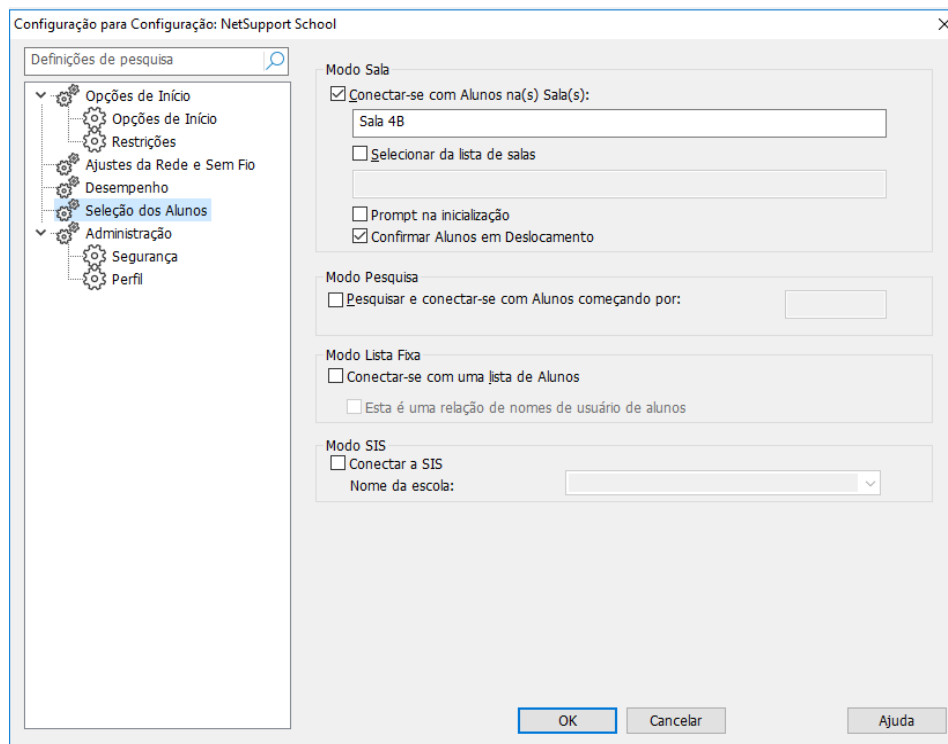 Configuração para Configuração: NetSupport School
Definições de pesquisa
Opções de Início
Opções de Início
Restrições
Ajustes da Rede e Sem Fio
Desempenho
Seleção dos Alunos
Administração
Segurança
Perfil
Modo Sala
Conectar-se com Alunos na(s) Sala(s):
Sala 4B
Selecionar da lista de salas
Prompt na inicialização
Confirmar Alunos em Deslocamento
Modo Pesquisa
Pesquisar e conectar-se com Alunos começando por:
Modo Lista Fixa
Conectar-se com uma lista de Alunos
Esta é uma relação de nomes de usuário de alunos
Modo SIS
Conectar a SIS
Nome da escola:
OK
Cancelar
Ajuda